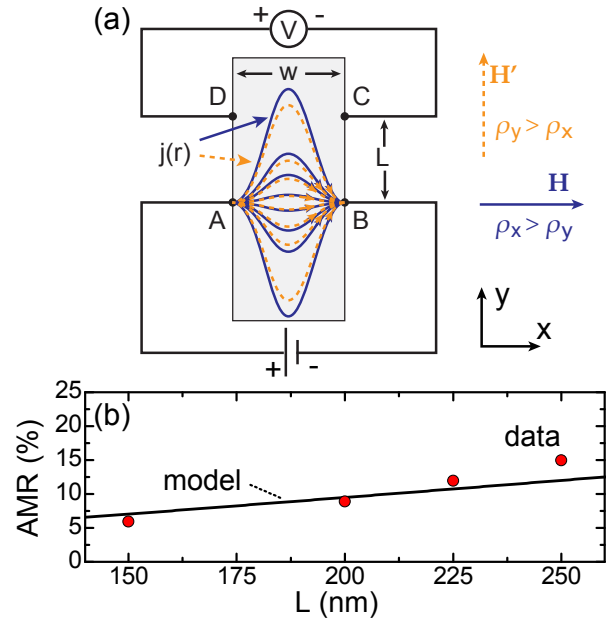 (a)
+ V -
w
D
C
H'
ρy > ρx
j(r)
L
H
A
B
ρx > ρy
y
x
+ -
(b)
25
20
15
10
5
0
AMR (%)
data
model
150 175 200 225 250
L (nm)